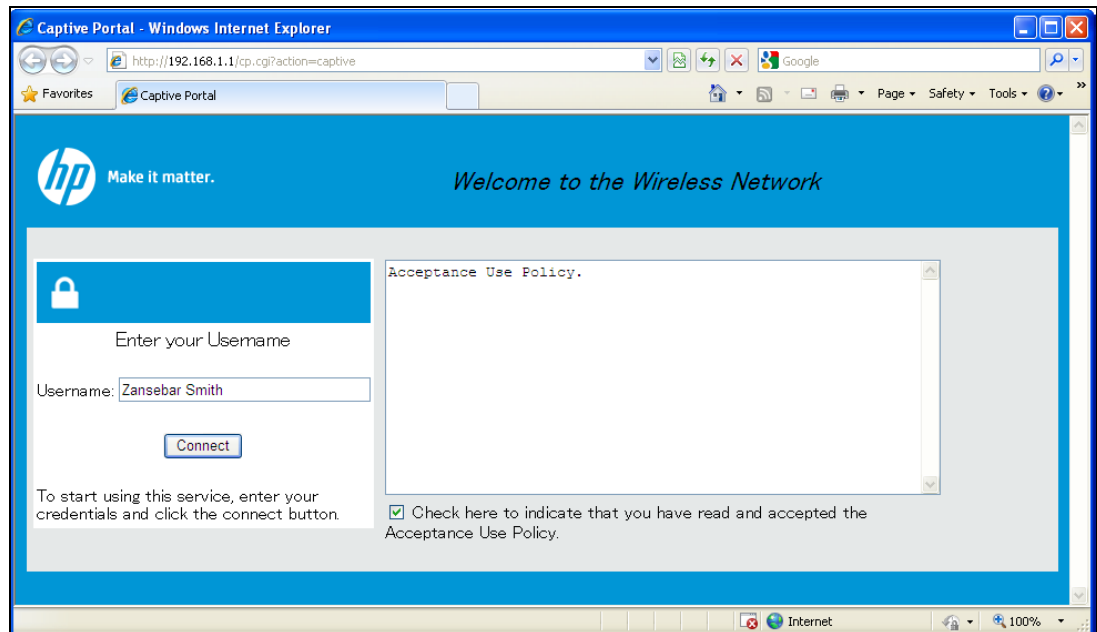 Captive Portal - Windows Internet Explorer
http://192.168.1.1/cp.cgi?action=captive
Google
Favorites
Captive Portal
Page
Safety
Tools
hp
Make it matter.
Welcome to the Wireless Network
Enter your Username
Username:
Zansebar Smith
Connect
To start using this service, enter your
credentials and click the connect button.
Acceptance Use Policy.
Check here to indicate that you have read and accepted the
Acceptance Use Policy.
Internet
100%